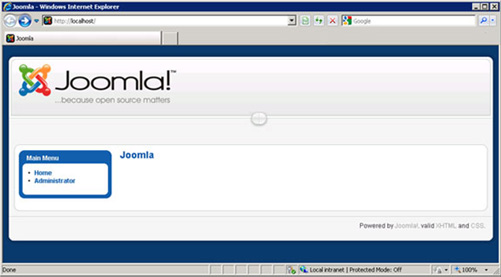 Joomla - Windows Internet Explorer
http://localhost/
Google
Joomla
Joomla!™
...because open source matters
Main Menu
Joomla
Home
Administrator
Powered by Joomla!. valid XHTML and CSS.
Done
Local intranet | Protected Mode: Off
100%